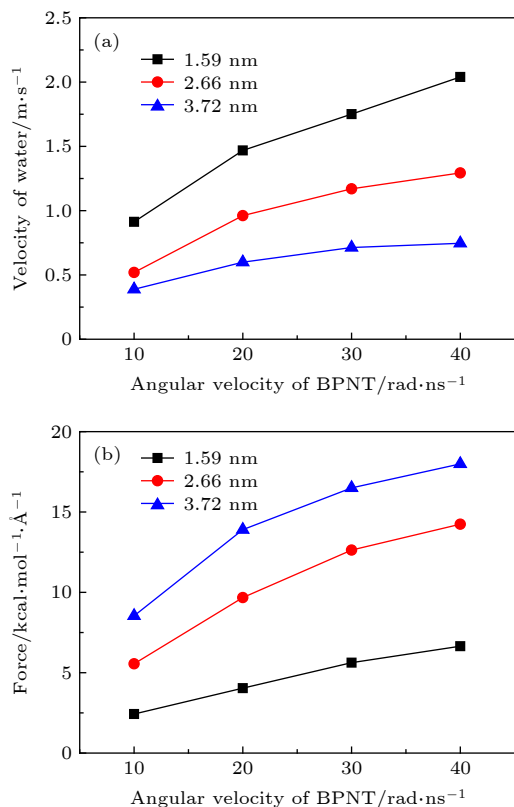 (a)
1.59 nm
2.66 nm
3.72 nm
2.5
2.0
1.5
1.0
0.5
0
Velocity of water/m·s⁻¹
10 20 30 40
Angular velocity of BPNT/rad·ns⁻¹
(b)
1.59 nm
2.66 nm
3.72 nm
20
15
10
5
0
Force/kcal·mol⁻¹·Å⁻¹
10 20 30 40
Angular velocity of BPNT/rad·ns⁻¹